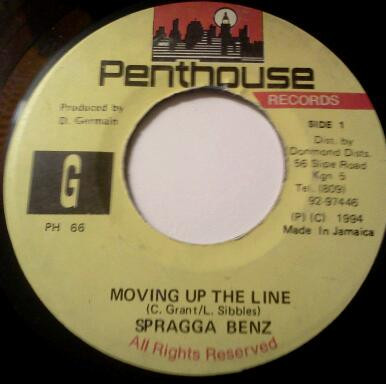 Penthouse
RECORDS
Produced by
D. Germain
SIDE 1
Dist. by
Donmond Dists.
56 Slipe Road
Kgn 5
Tel. (809)
92-97446
(P) (C) 1994
Made In Jamaica
G
PH 66
MOVING UP THE LINE
(C. Grant/L. Sibbles)
SPRAGGA BENZ
All Rights Reserved